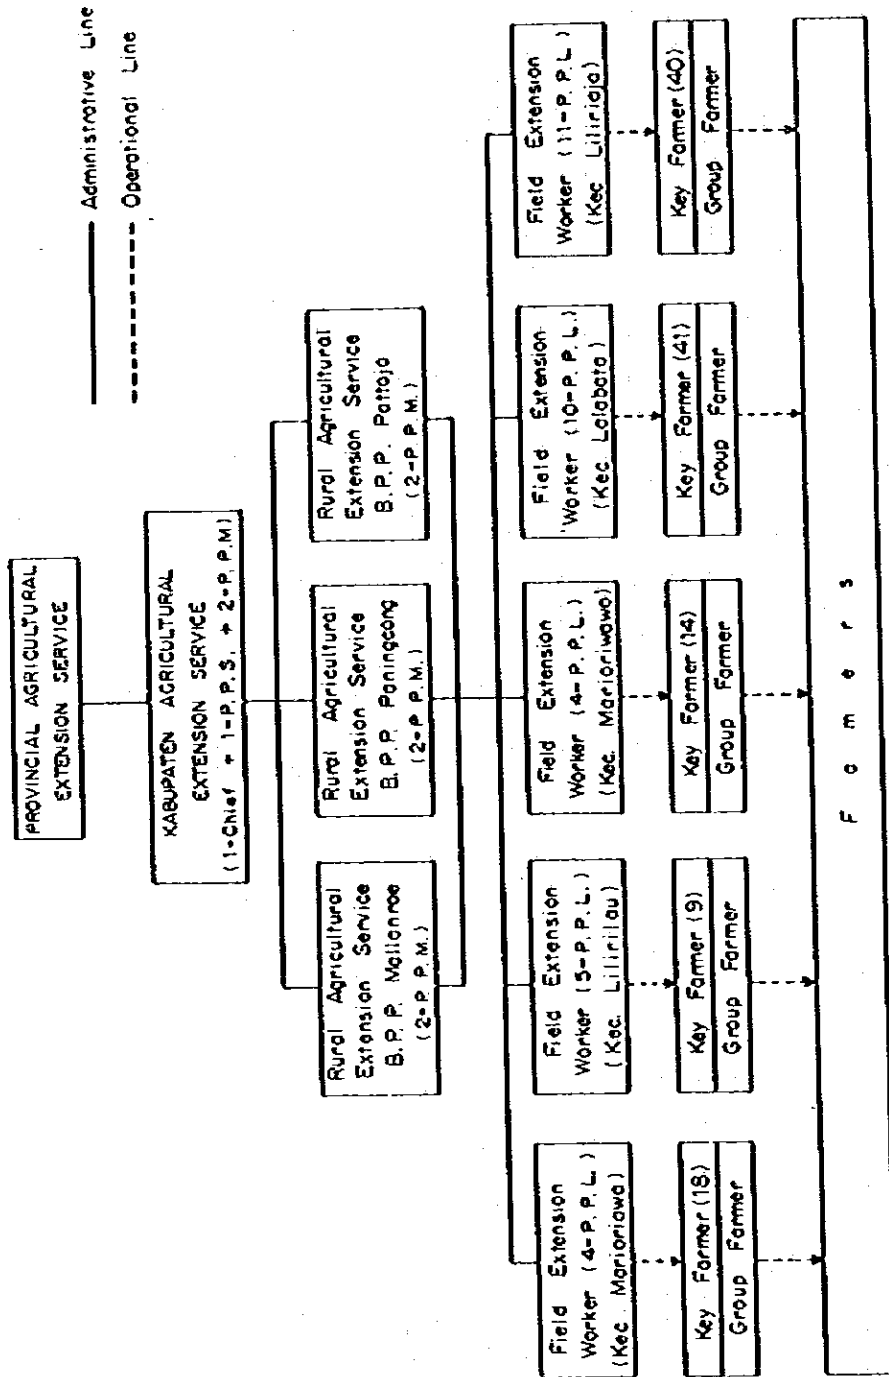 Administrative Line
Operational Line
PROVINCIAL AGRICULTURAL
EXTENSION SERVICE
KABUPATEN AGRICULTURAL
EXTENSION SERVICE
(1-Chief + 1-P.P.S. + 2-P.P.M)
Rural Agricultural
Extension Service
B.P.P. Mallanroe
(2-P.P.M.)
Rural Agricultural
Extension Service
B.P.P. Paningcong
(2-P.P.M.)
Rural Agricultural
Extension Service
B.P.P. Pattojo
(2-P.P.M.)
Field Extension
Worker (4-P.P.L.)
(Kec Marioriawa)
Field Extension
Worker (5-P.P.L.)
(Kec. Lilirilau)
Field Extension
Worker (4-P.P.L.)
(Kec. Marioriwawo)
Field Extension
Worker (10-P.P.L.)
(Kec Lalabata)
Field Extension
Worker (11-P.P.L.)
(Kec Liliriaja)
Key Farmer (18)
Group Farmer
Key Farmer (9)
Group Farmer
Key Farmer (14)
Group Farmer
Key Farmer (41)
Group Farmer
Key Farmer (40)
Group Farmer
Farmers